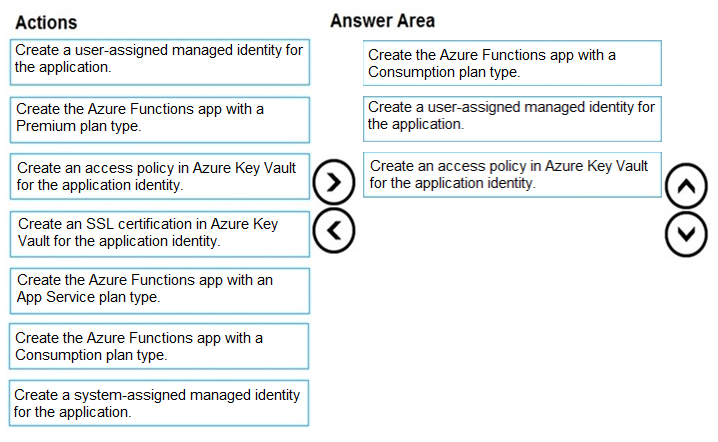 Actions
Create a user-assigned managed identity for
the application.
Create the Azure Functions app with a
Premium plan type.
Create an access policy in Azure Key Vault
for the application identity.
Create an SSL certification in Azure Key
Vault for the application identity.
Create the Azure Functions app with an
App Service plan type.
Create the Azure Functions app with a
Consumption plan type.
Create a system-assigned managed identity
for the application.
Answer Area
Create the Azure Functions app with a
Consumption plan type.
Create a user-assigned managed identity for
the application.
Create an access policy in Azure Key Vault
for the application identity.